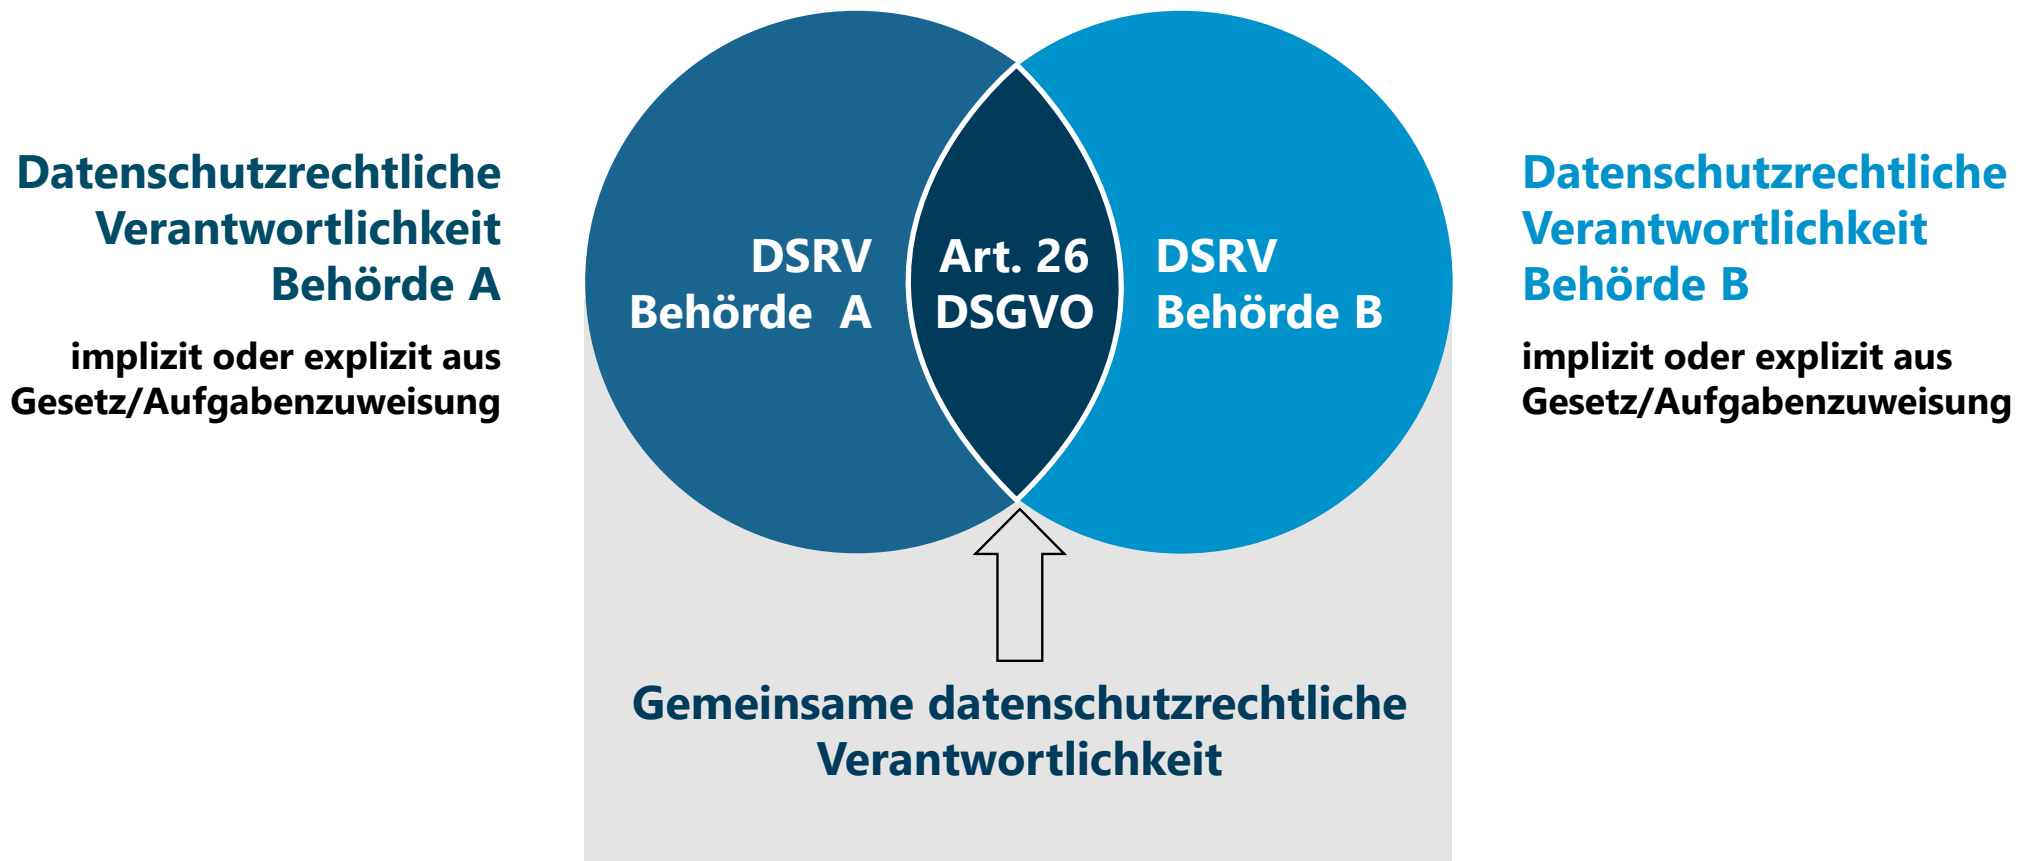 Datenschutzrechtliche
Verantwortlichkeit
Behörde A
implizit oder explizit aus
Gesetz/Aufgabenzuweisung
DSRV
Behörde A
Art. 26
DSGVO
DSRV
Behörde B
Datenschutzrechtliche
Verantwortlichkeit
Behörde B
implizit oder explizit aus
Gesetz/Aufgabenzuweisung
Gemeinsame datenschutzrechtliche
Verantwortlichkeit